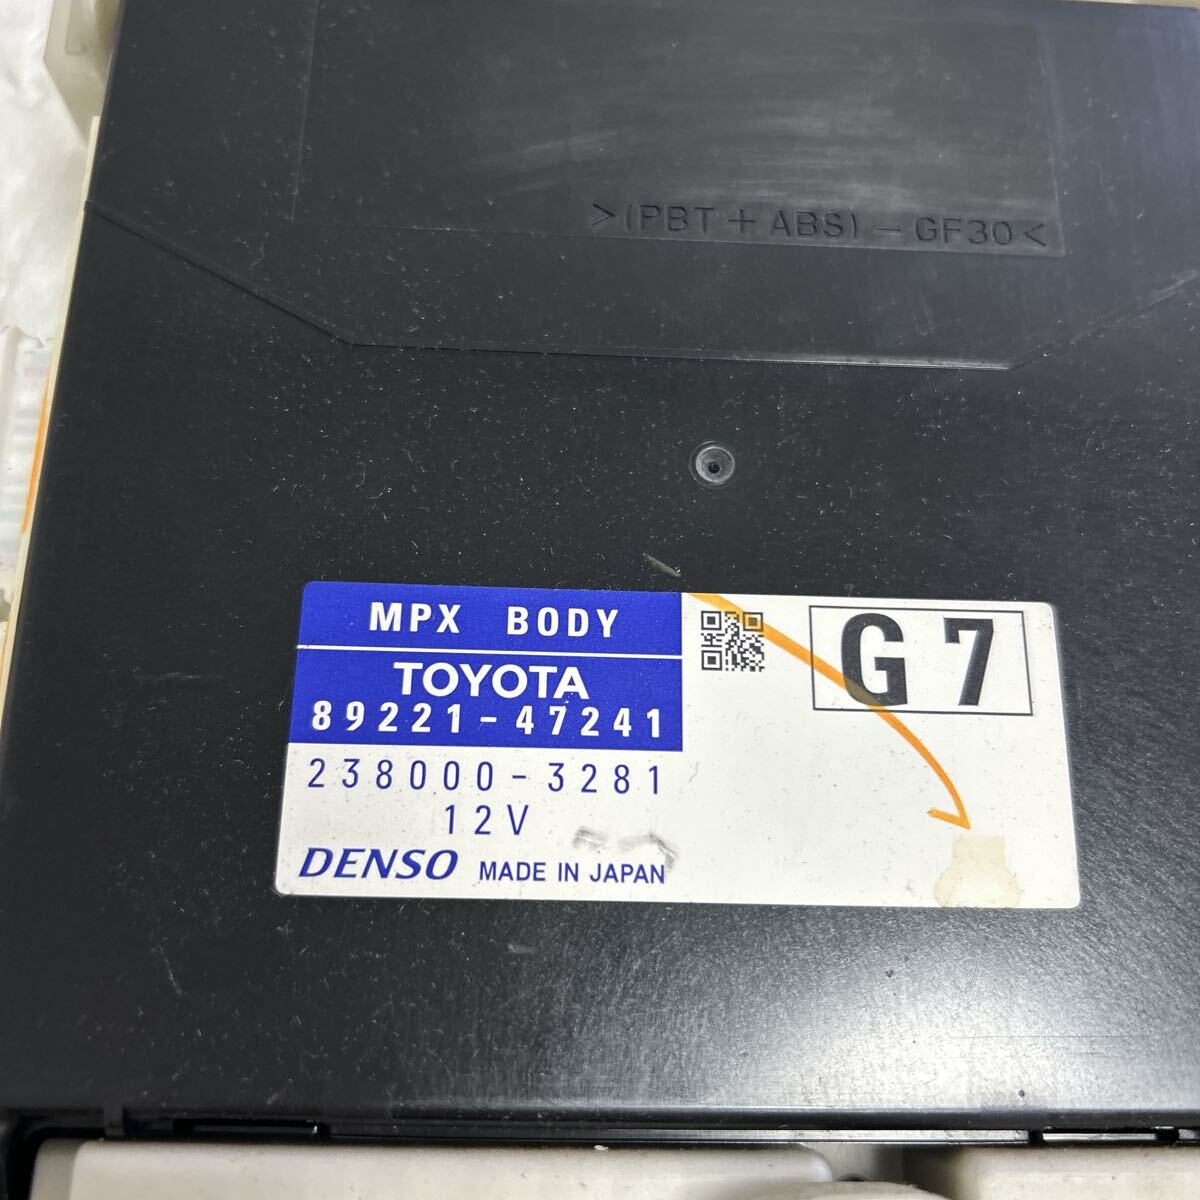 >(PBT + ABS) - GF30<
MPX BODY
TOYOTA
89221-47241
238000-3281
12V
DENSO MADE IN JAPAN
G7